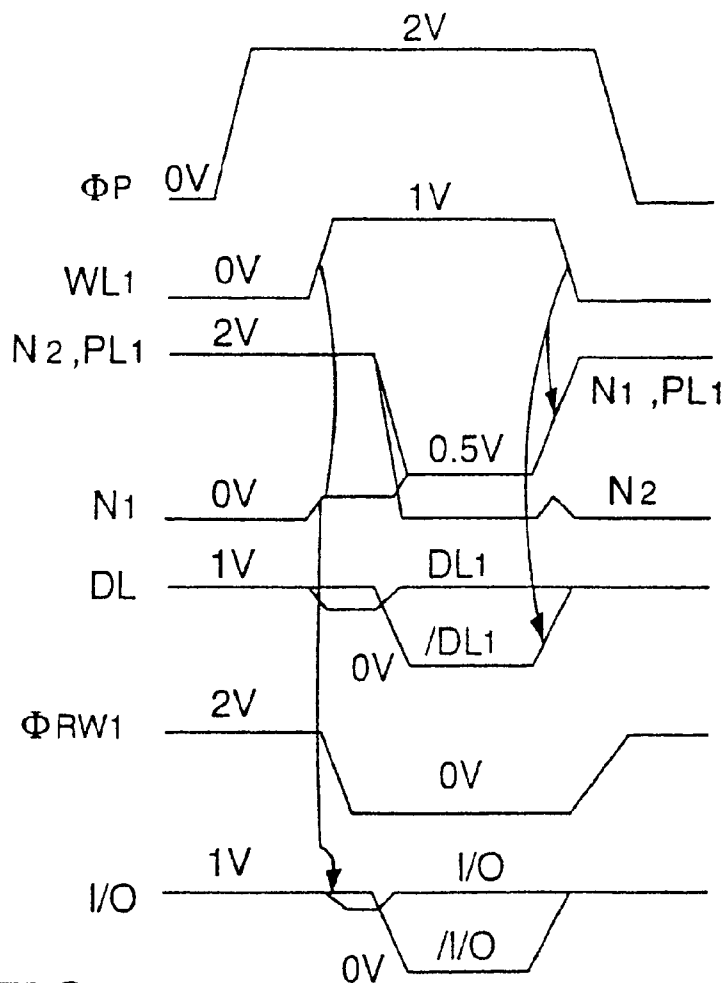 2V
ΦP 0V
1V
WL1 0V
N2,PL1 2V
N1,PL1
0.5V
N1 0V
N2
DL 1V
DL1
/DL1
0V
ΦRW1 2V
0V
I/O 1V
I/O
/I/O
0V